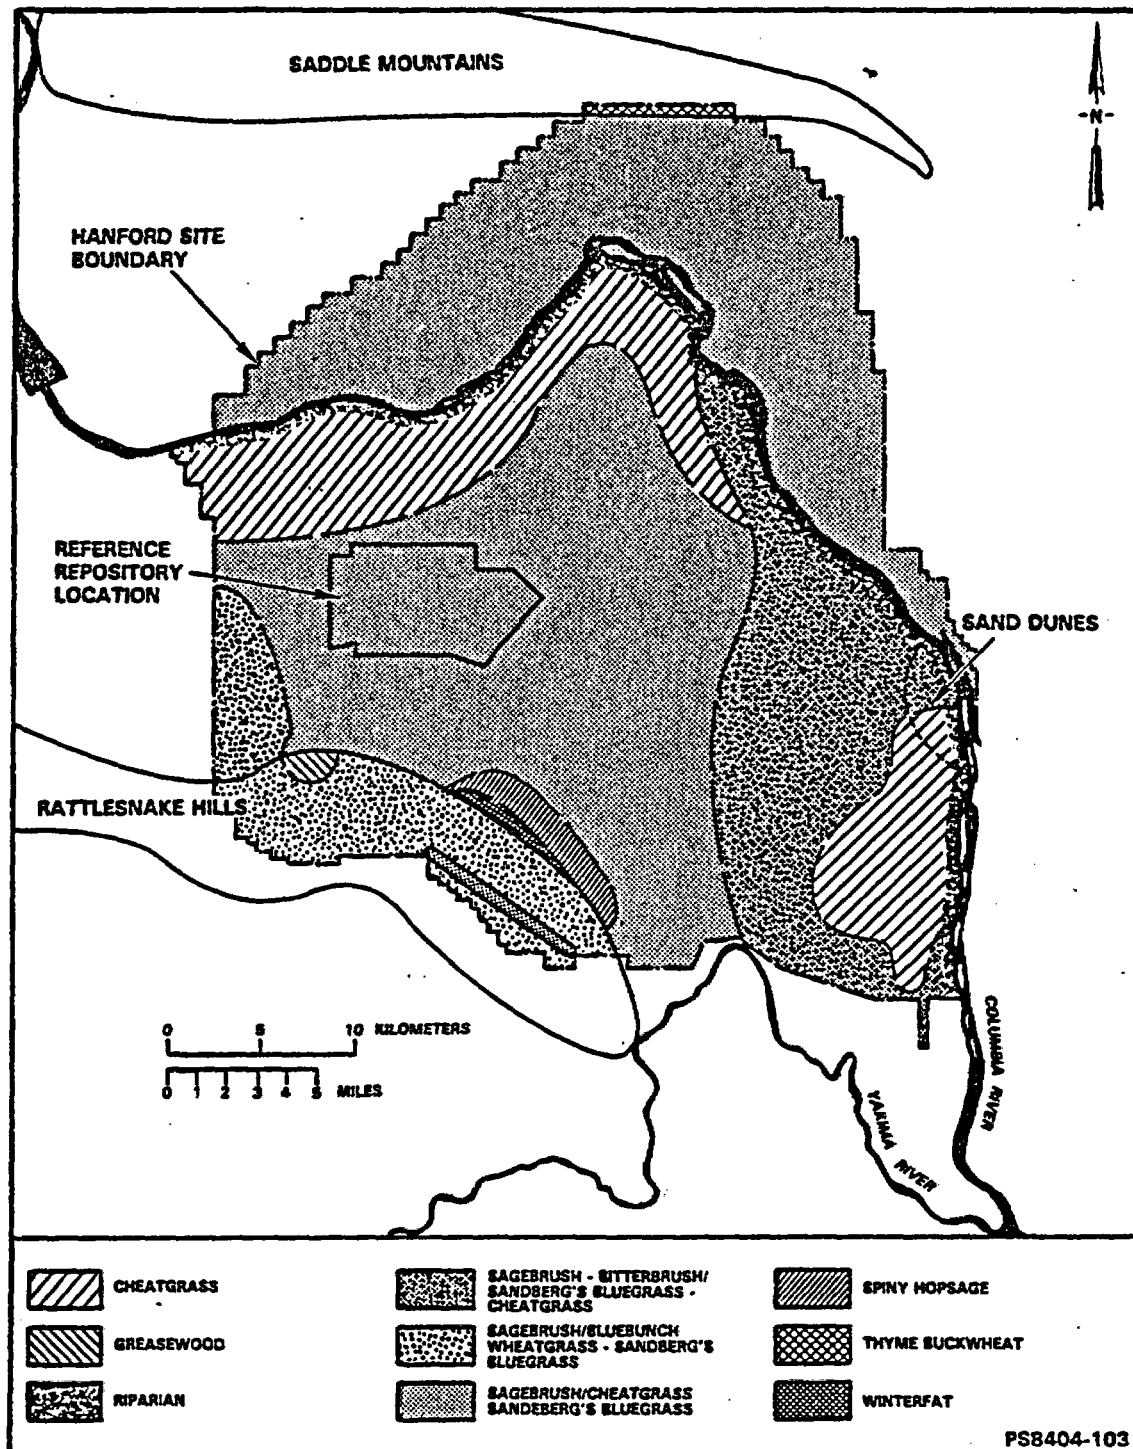 SADDLE MOUNTAINS
-N-
HANFORD SITE
BOUNDARY
REFERENCE
REPOSITORY
LOCATION
SAND DUNES
RATTLESNAKE HILLS
0 5 10 KILOMETERS
0 1 2 3 4 5 MILES
COLUMBIA RIVER
YAKIMA RIVER
CHEATGRASS
GREASEWOOD
RIPARIAN
SAGEBRUSH - BITTERBRUSH/
SANDBERG'S BLUEGRASS -
CHEATGRASS
SAGEBRUSH/BLUEBUNCH
WHEATGRASS - SANDBERG'S
BLUEGRASS
SAGEBRUSH/CHEATGRASS
SANDEBERG'S BLUEGRASS
SPINY HOPSAGE
THYME BUCKWHEAT
WINTERFAT
PS8404-103